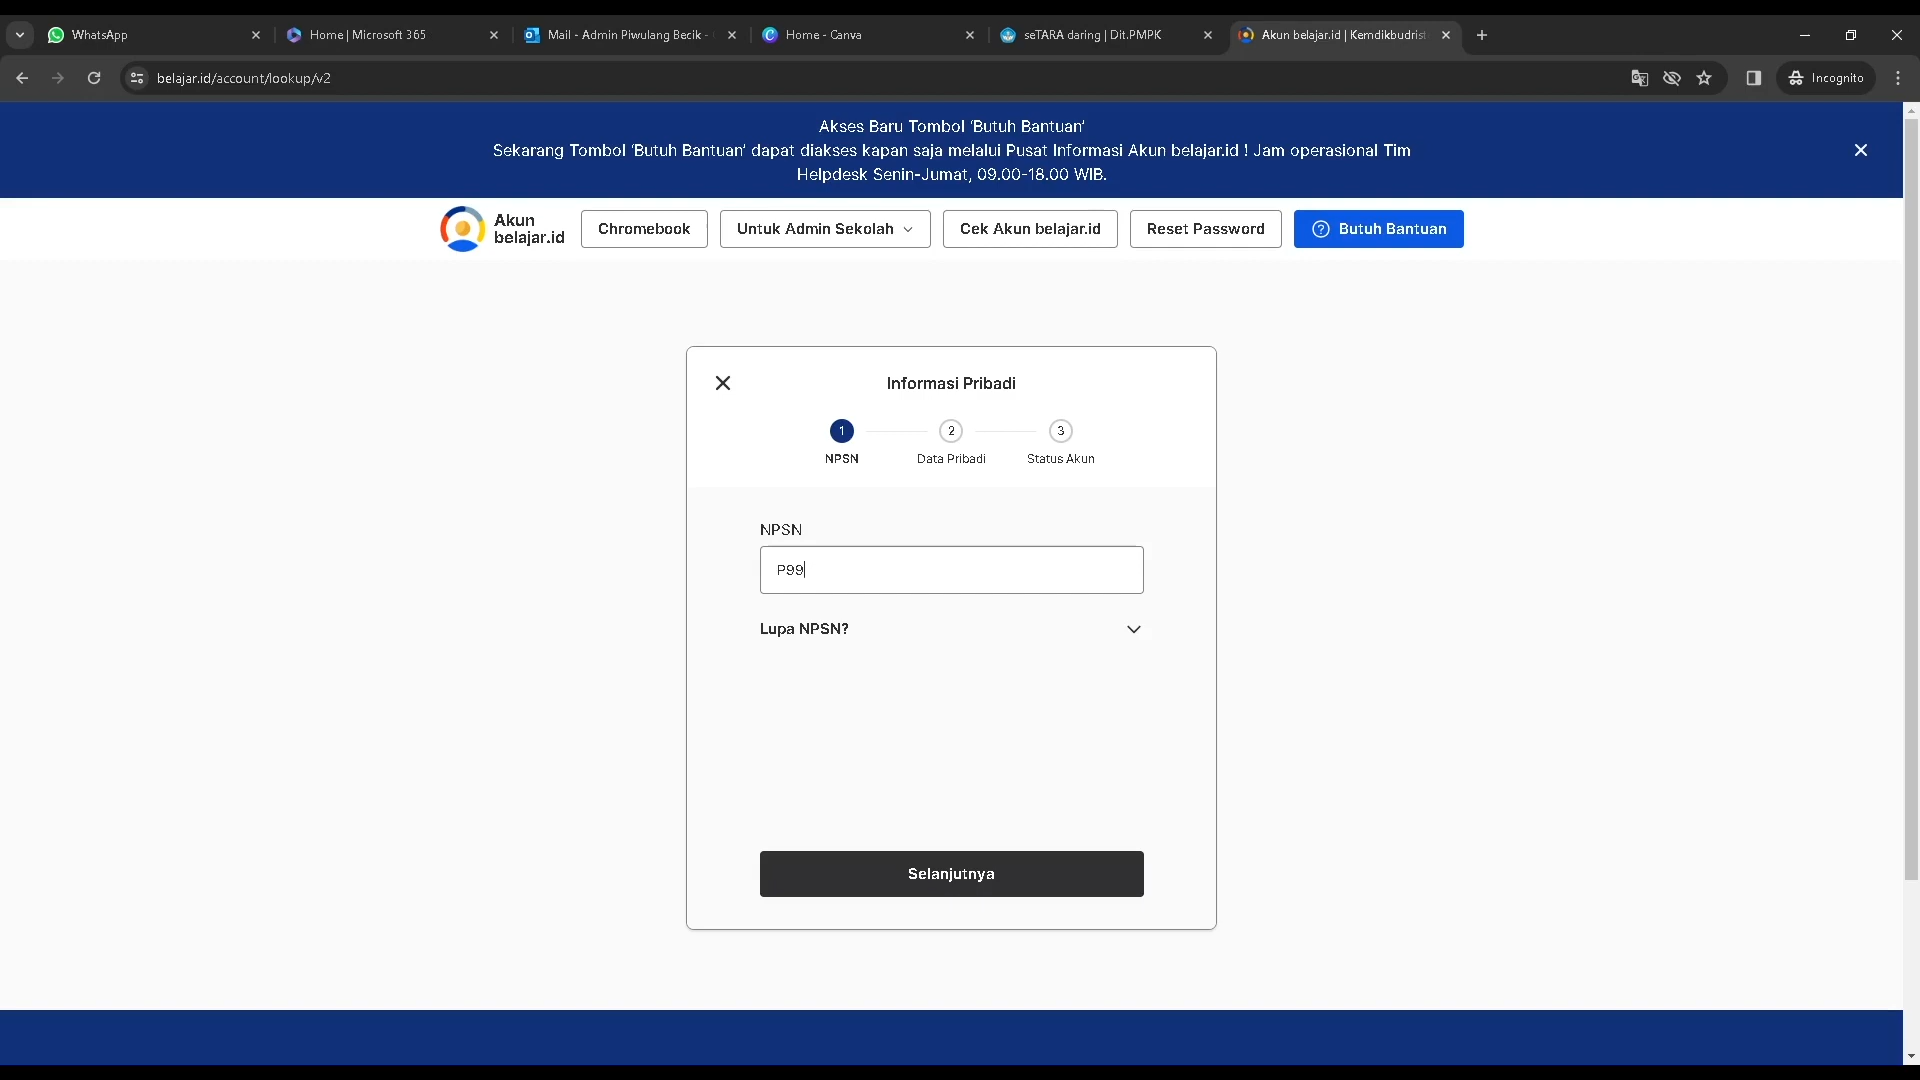 WhatsApp
Home | Microsoft 365
Mail - Admin Piwulang Becik -
Home - Canva
seTARA daring | Dit.PMPK
Akun belajar.id | Kemdikbudrist
belajar.id/account/lookup/v2
Incognito
Akses Baru Tombol ‘Butuh Bantuan’
Sekarang Tombol ‘Butuh Bantuan’ dapat diakses kapan saja melalui Pusat Informasi Akun belajar.id ! Jam operasional Tim
Helpdesk Senin-Jumat, 09.00-18.00 WIB.
Akun
belajar.id
Chromebook
Untuk Admin Sekolah
Cek Akun belajar.id
Reset Password
Butuh Bantuan
Informasi Pribadi
1
2
3
NPSN
Data Pribadi
Status Akun
NPSN
P99
Lupa NPSN?
Selanjutnya